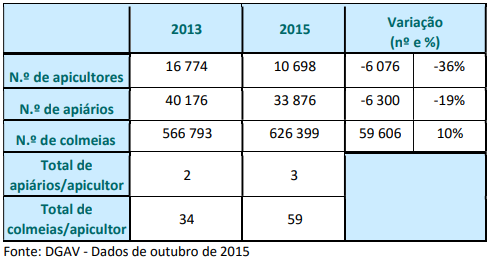 2013 2015 Variação
(nº e %)
N.º de apicultores 16 774 10 698 -6 076 -36%
N.º de apiários 40 176 33 876 -6 300 -19%
N.º de colmeias 566 793 626 399 59 606 10%
Total de
apiários/apicultor 2 3
Total de
colmeias/apicultor 34 59
Fonte: DGAV - Dados de outubro de 2015